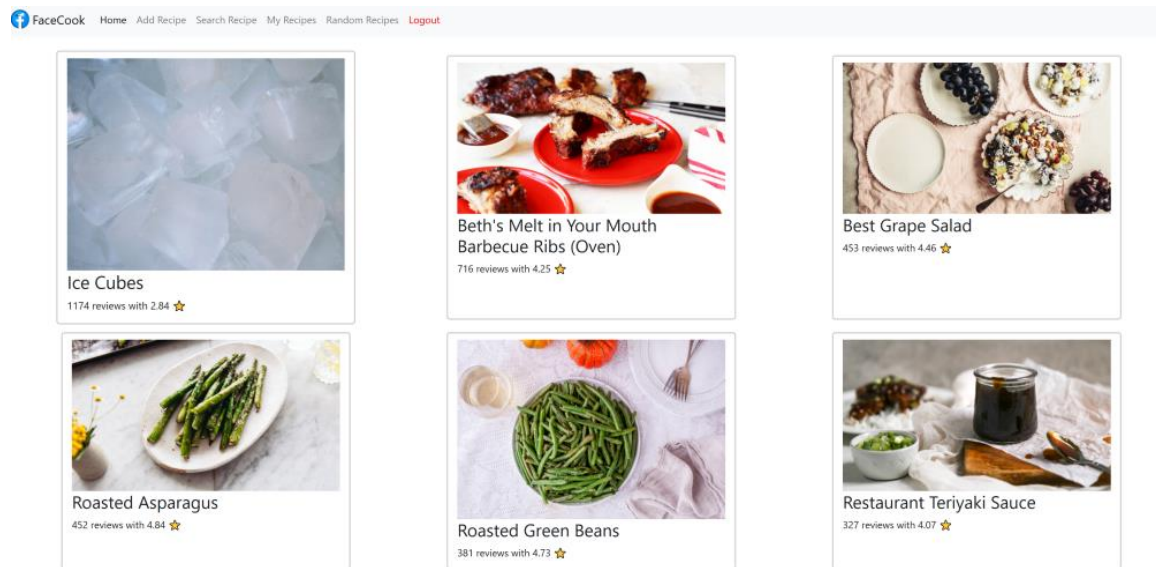 FaceCook Home Add Recipe Search Recipe My Recipes Random Recipes Logout
Ice Cubes
1174 reviews with 2.84
Beth's Melt in Your Mouth
Barbecue Ribs (Oven)
716 reviews with 4.25
Best Grape Salad
453 reviews with 4.46
Roasted Asparagus
452 reviews with 4.84
Roasted Green Beans
381 reviews with 4.73
Restaurant Teriyaki Sauce
327 reviews with 4.07